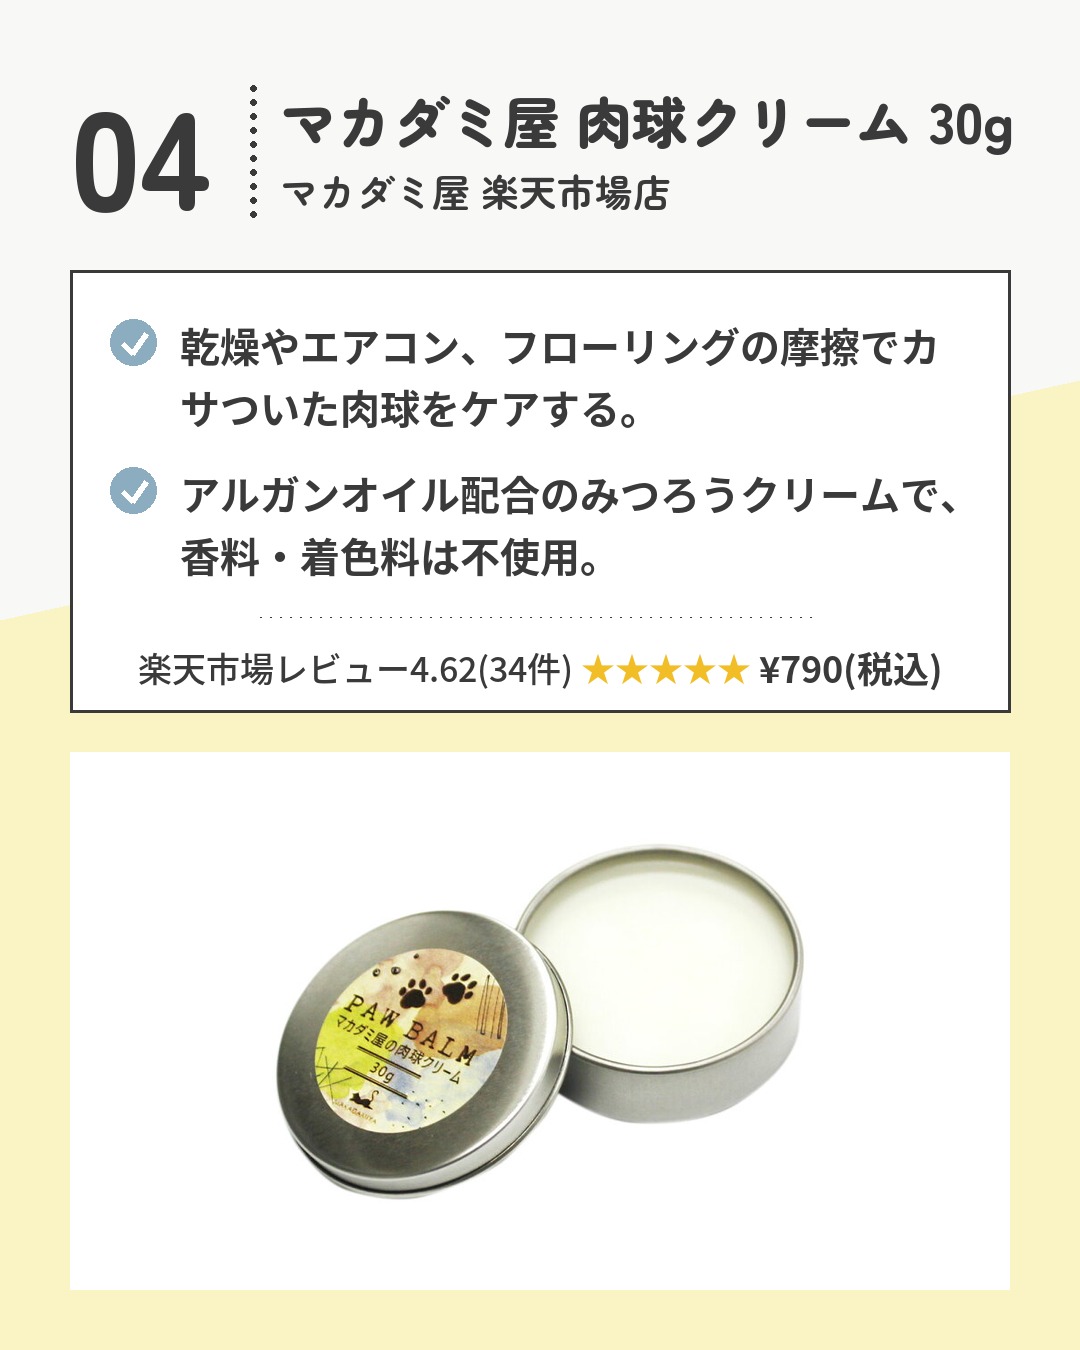 04
マカダミ屋 肉球クリーム 30g
マカダミ屋 楽天市場店
乾燥やエアコン、フローリングの摩擦でカ
サついた肉球をケアする。
アルガンオイル配合のみつろうクリームで、
香料・着色料は不使用。
楽天市場レビュー4.62(34件) ★★★★★ ¥790(税込)
PAW BALM
マカダミ屋の肉球クリーム
30g